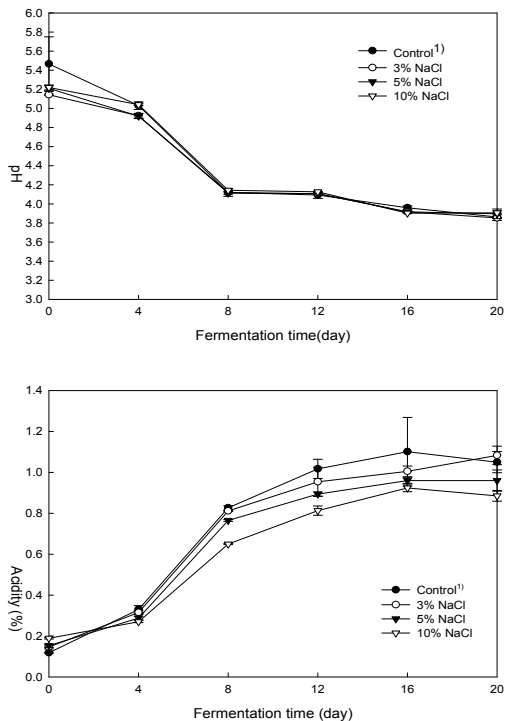 6.0
5.8
5.6
5.4
5.2
5.0
4.8
4.6
4.4
4.2
4.0
3.8
3.6
3.4
3.2
3.0
pH
Control1)
3% NaCl
5% NaCl
10% NaCl
0 4 8 12 16 20
Fermentation time(day)
1.4
1.2
1.0
0.8
0.6
0.4
0.2
0.0
Acidity (%)
Control1)
3% NaCl
5% NaCl
10% NaCl
0 4 8 12 16 20
Fermentation time (day)